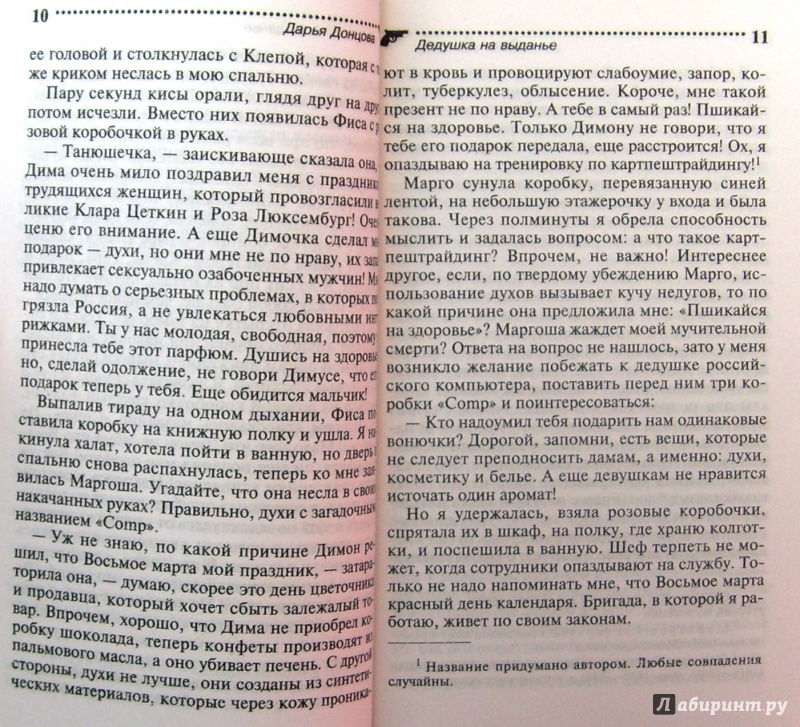 10
Дарья Донцова
ее головой и столкнулась с Клепой, которая с т
же криком неслась в мою спальню.
Пару секунд кисы орали, глядя друг на дру
потом исчезли. Вместо них появилась Фиса с р
зовой коробочкой в руках.
— Танюшечка, — заискивающе сказала она,
Дима очень мило поздравил меня с праздник
трудящихся женщин, который провозгласили в
ликие Клара Цеткин и Роза Люксембург! Оче
ценю его внимание. А еще Димочка сделал м
подарок — духи, но они мне не по нраву, их запа
привлекает сексуально озабоченных мужчин! М
надо думать о серьезных проблемах, в которых по
грязла Россия, а не увлекаться любовными инт
рижками. Ты у нас молодая, свободная, поэтому
принесла тебе этот парфюм. Душись на здоровье
но, сделай одолжение, не говори Димусе, что ег
подарок теперь у тебя. Еще обидится мальчик!
Выпалив тираду на одном дыхании, Фиса по
ставила коробку на книжную полку и ушла. Я на
кинула халат, хотела пойти в ванную, но дверь в
спальню снова распахнулась, теперь ко мне зая
вилась Маргоша. Угадайте, что она несла в своих
накачанных руках? Правильно, духи с загадочным
названием «Comp».
— Уж не знаю, по какой причине Димон ре-
шил, что Восьмое марта мой праздник, — затара-
торила она, — думаю, скорее это день цветочника
и продавца, который хочет сбыть залежалый то-
вар. Впрочем, хорошо, что Дима не приобрел ко-
робку шоколада, теперь конфеты производят из
пальмового масла, а оно убивает печень. С другой
стороны, духи не лучше, они созданы из синтети-
ческих материалов, которые через кожу проника-
Дедушка на выданье
11
ют в кровь и провоцируют слабоумие, запор, ко-
лит, туберкулез, облысение. Короче, мне такой
презент не по нраву. А тебе в самый раз! Пшикай-
ся на здоровье. Только Димону не говори, что я
тебе его подарок передала, еще расстроится! Ох, я
опаздываю на тренировку по картпештрайдингу!¹
Марго сунула коробку, перевязанную синей
лентой, на небольшую этажерочку у входа и была
такова. Через полминуты я обрела способность
мыслить и задалась вопросом: а что такое карт-
пештрайдинг? Впрочем, не важно! Интереснее
другое, если, по твердому убеждению Марго, ис-
пользование духов вызывает кучу недугов, то по
какой причине она предложила мне: «Пшикайся
на здоровье»? Маргоша жаждет моей мучительной
смерти? Ответа на вопрос не нашлось, зато у меня
возникло желание побежать к дедушке россий-
ского компьютера, поставить перед ним три ко-
робки «Comp» и поинтересоваться:
— Кто надоумил тебя подарить нам одинаковые
вонючки? Дорогой, запомни, есть вещи, которые
не следует преподносить дамам, а именно: духи,
косметику и белье. А еще девушкам не нравится
источать один аромат!
Но я удержалась, взяла розовые коробочки,
спрятала их в шкаф, на полку, где храню колгот-
ки, и поспешила в ванную. Шеф терпеть не мо-
жет, когда сотрудники опаздывают на службу. То-
лько не надо напоминать мне, что Восьмое марта
красный день календаря. Бригада, в которой я ра-
ботаю, живет по своим законам.
¹ Название придумано автором. Любые совпадения
случайны.
Лабиринт.ру